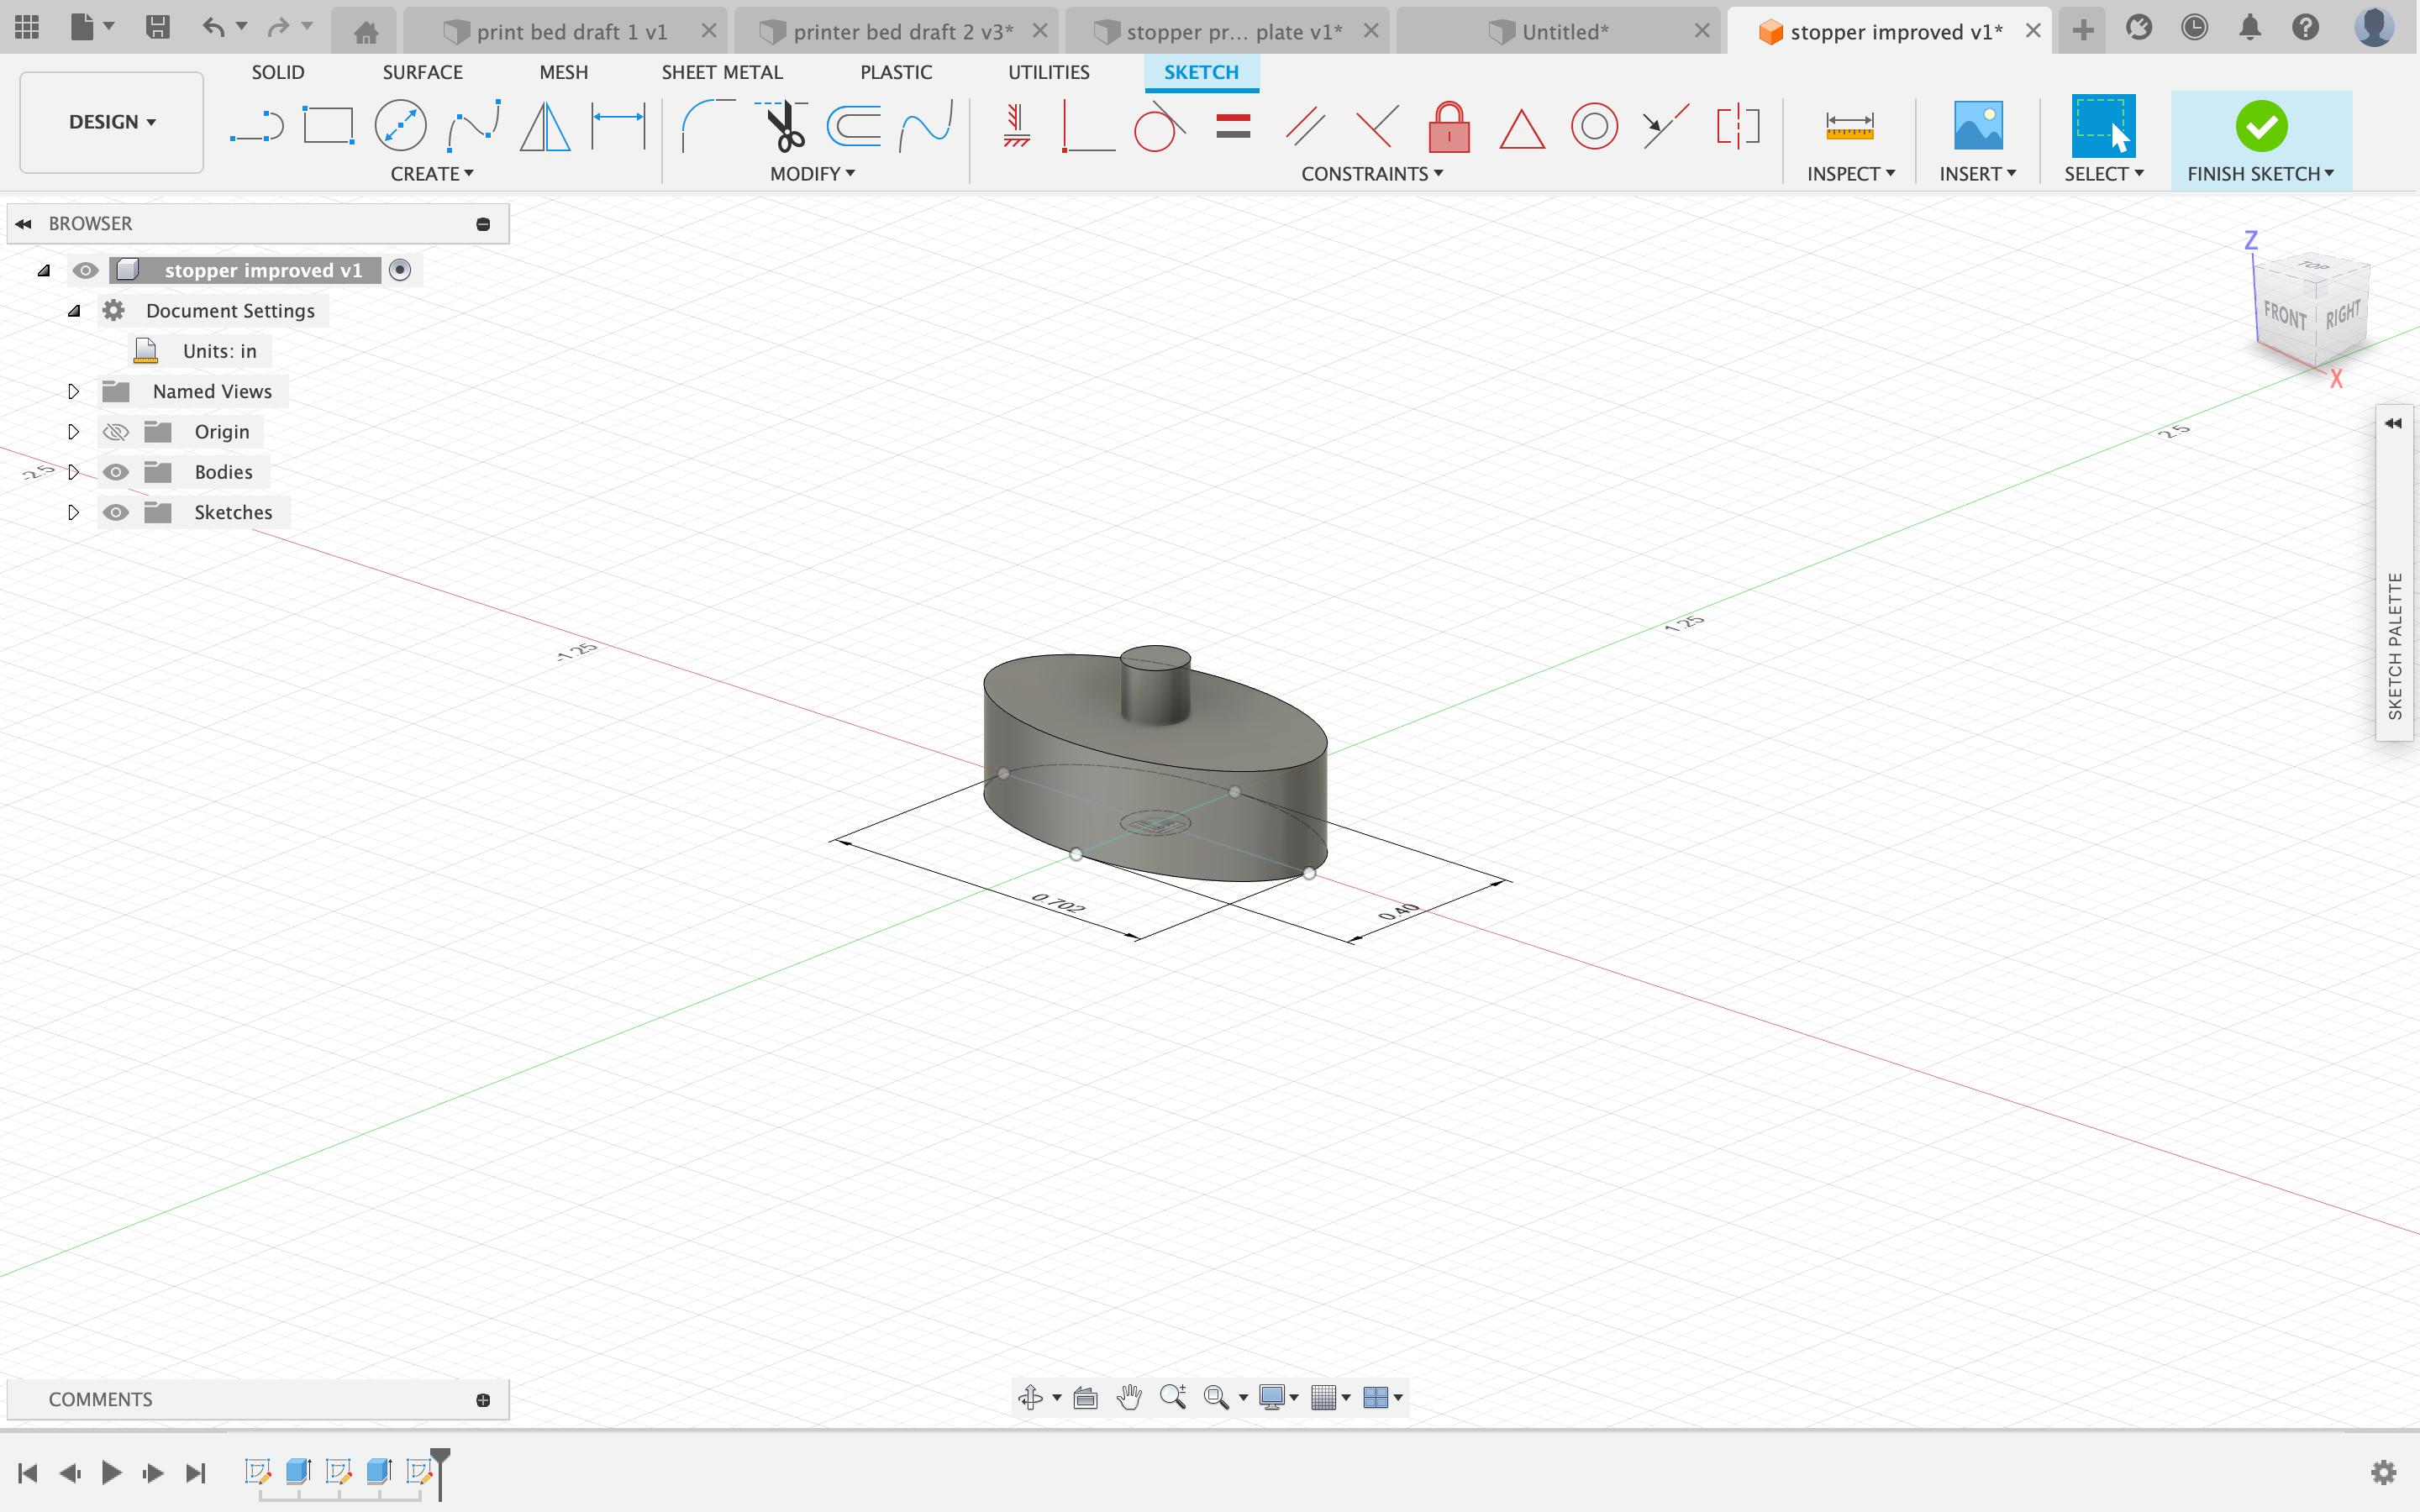 print bed draft 1 v1
printer bed draft 2 v3*
stopper pr... plate v1*
Untitled*
stopper improved v1*
SOLID SURFACE MESH SHEET METAL PLASTIC UTILITIES SKETCH
DESIGN
CREATE MODIFY CONSTRAINTS INSPECT INSERT SELECT FINISH SKETCH
BROWSER
stopper improved v1
Document Settings
Units: in
Named Views
Origin
Bodies
Sketches
Z
TOP
FRONT RIGHT
X
-2.5
-1.25
1.25
2.5
0.702
0.40
SKETCH PALETTE
COMMENTS